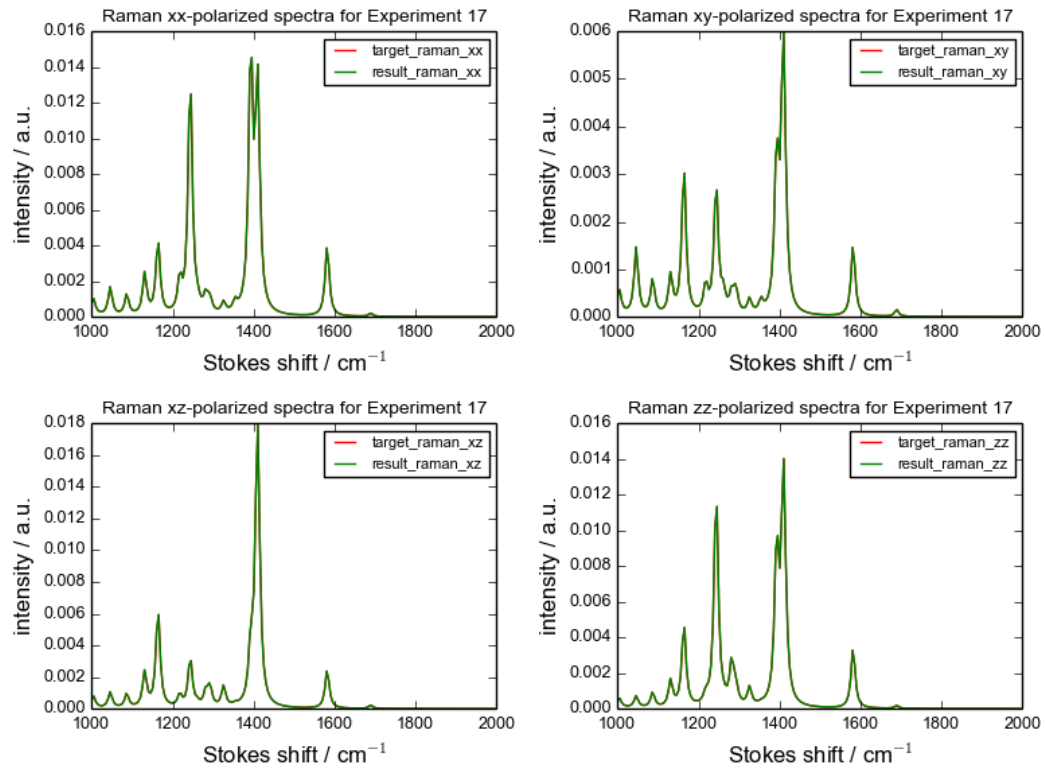 Raman xx-polarized spectra for Experiment 17
0.016
0.014
0.012
0.010
0.008
0.006
0.004
0.002
0.000
intensity / a.u.
target_raman_xx
result_raman_xx
1000 1200 1400 1600 1800 2000
Stokes shift / cm⁻¹
Raman xy-polarized spectra for Experiment 17
0.006
0.005
0.004
0.003
0.002
0.001
0.000
intensity / a.u.
target_raman_xy
result_raman_xy
1000 1200 1400 1600 1800 2000
Stokes shift / cm⁻¹
Raman xz-polarized spectra for Experiment 17
0.018
0.016
0.014
0.012
0.010
0.008
0.006
0.004
0.002
0.000
intensity / a.u.
target_raman_xz
result_raman_xz
1000 1200 1400 1600 1800 2000
Stokes shift / cm⁻¹
Raman zz-polarized spectra for Experiment 17
0.016
0.014
0.012
0.010
0.008
0.006
0.004
0.002
0.000
intensity / a.u.
target_raman_zz
result_raman_zz
1000 1200 1400 1600 1800 2000
Stokes shift / cm⁻¹